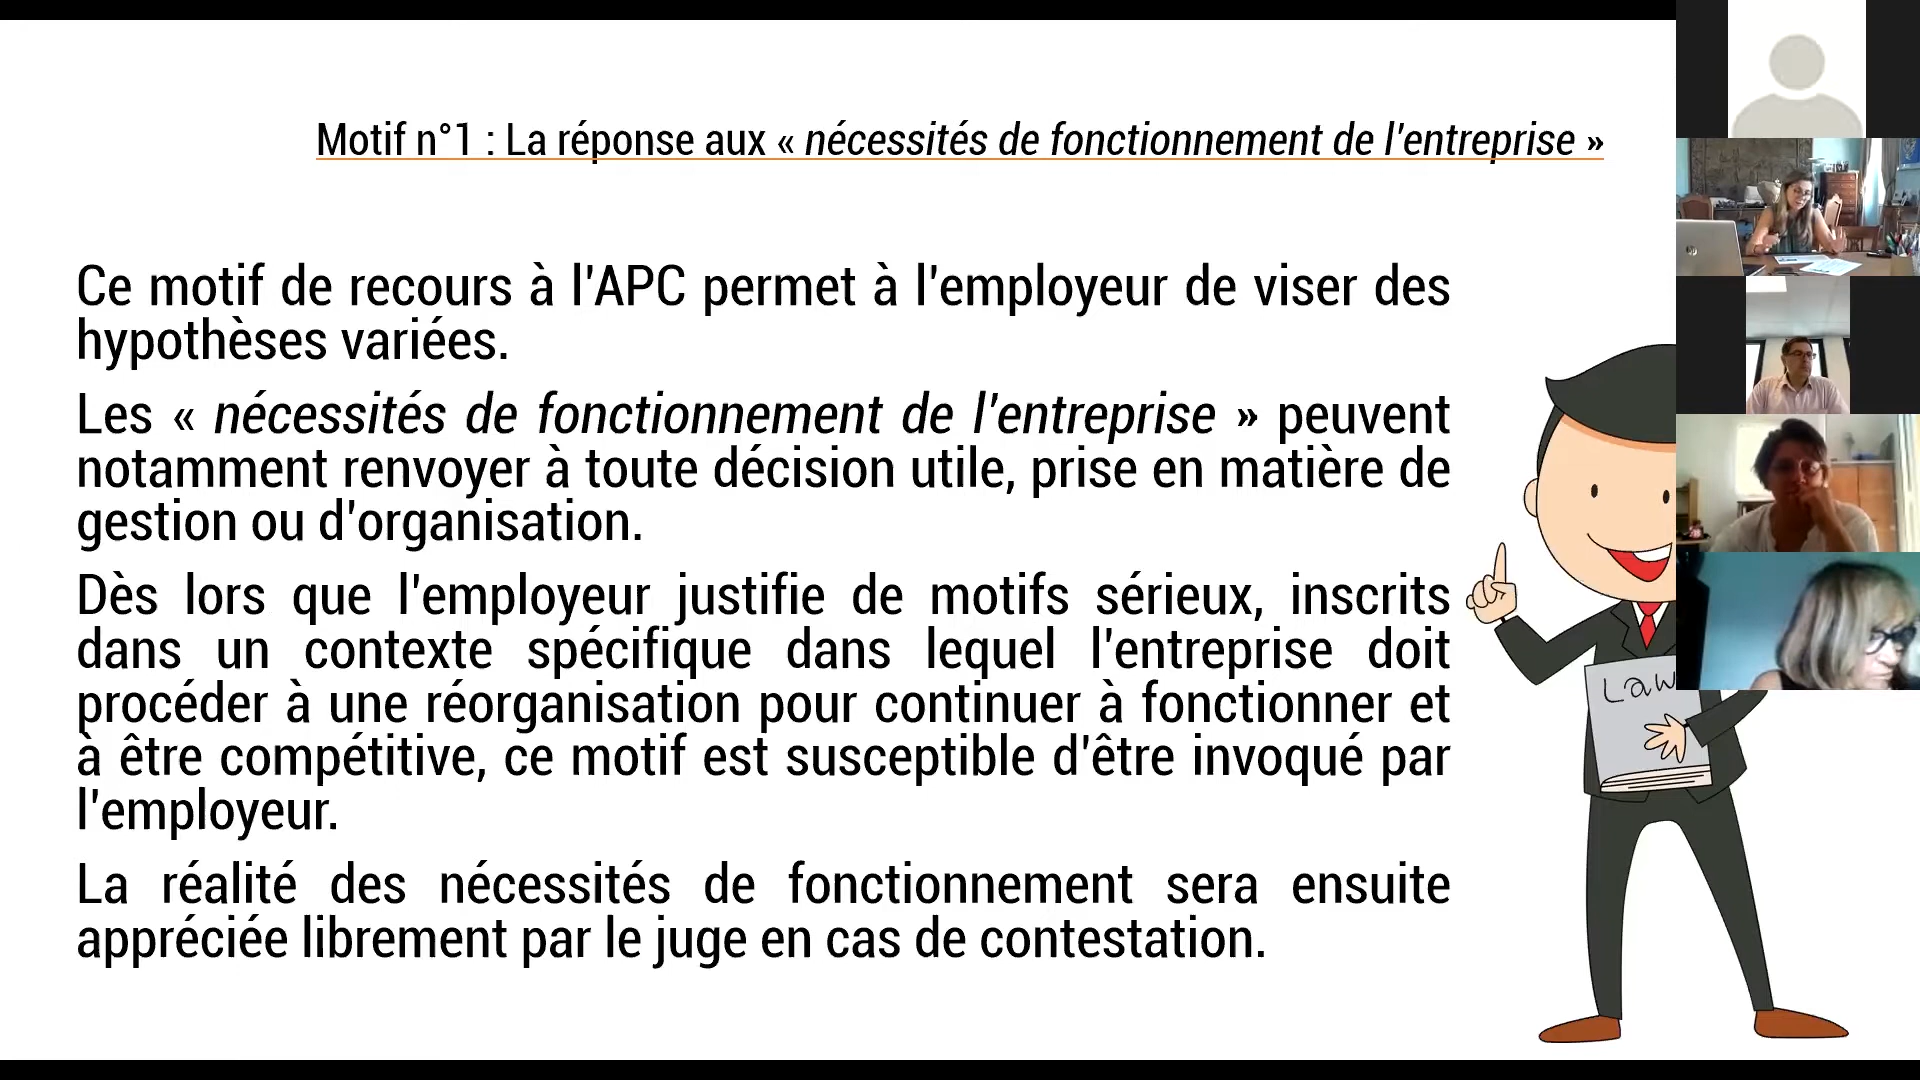 Motif n°1 : La réponse aux « nécessités de fonctionnement de l'entreprise »
Ce motif de recours à l'APC permet à l'employeur de viser des
hypothèses variées.
Les « nécessités de fonctionnement de l'entreprise » peuvent
notamment renvoyer à toute décision utile, prise en matière de
gestion ou d'organisation.
Dès lors que l'employeur justifie de motifs sérieux, inscrits
dans un contexte spécifique dans lequel l'entreprise doit
procéder à une réorganisation pour continuer à fonctionner et
à être compétitive, ce motif est susceptible d'être invoqué par
l'employeur.
La réalité des nécessités de fonctionnement sera ensuite
appréciée librement par le juge en cas de contestation.
Law